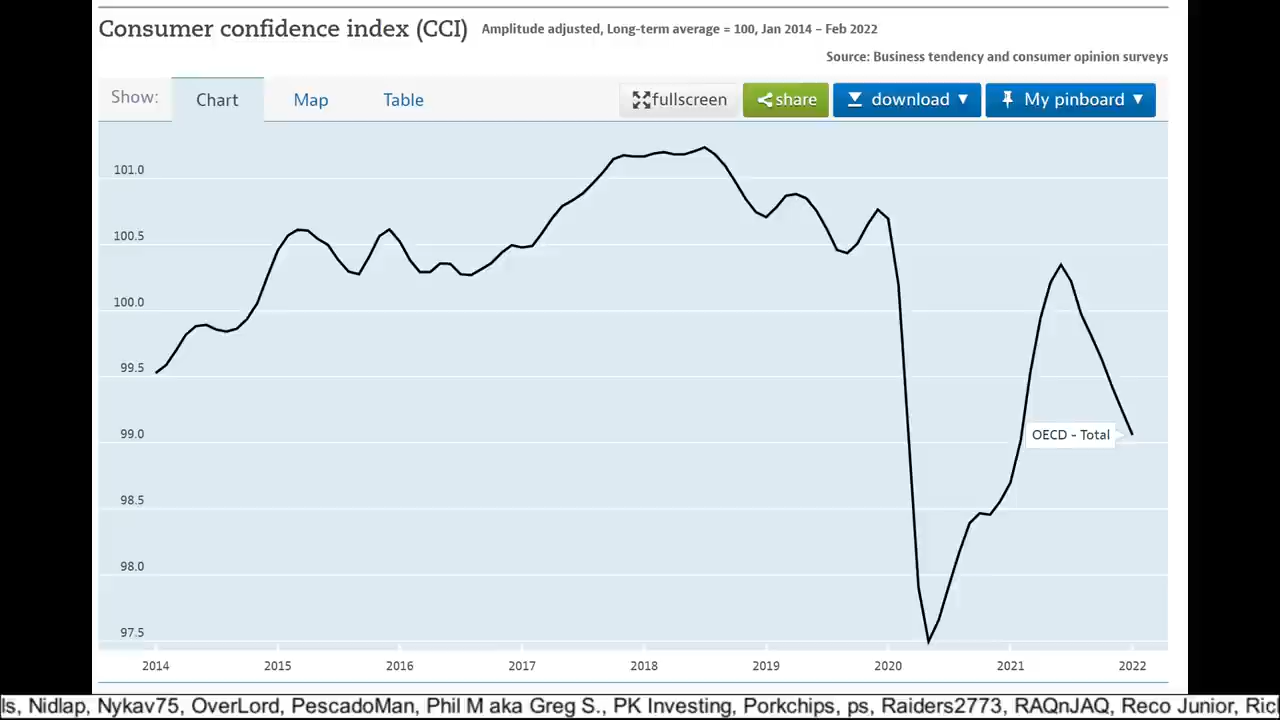 Consumer confidence index (CCI) Amplitude adjusted, Long-term average = 100, Jan 2014 – Feb 2022
Source: Business tendency and consumer opinion surveys
Show: Chart Map Table fullscreen share download ▼ My pinboard ▼
101.0
100.5
100.0
99.5
99.0
OECD - Total
98.5
98.0
97.5
2014 2015 2016 2017 2018 2019 2020 2021 2022
ls, Nidlap, Nykav75, OverLord, PescadoMan, Phil M aka Greg S., PK Investing, Porkchips, ps, Raiders2773, RAQnJAQ, Reco Junior, Ric